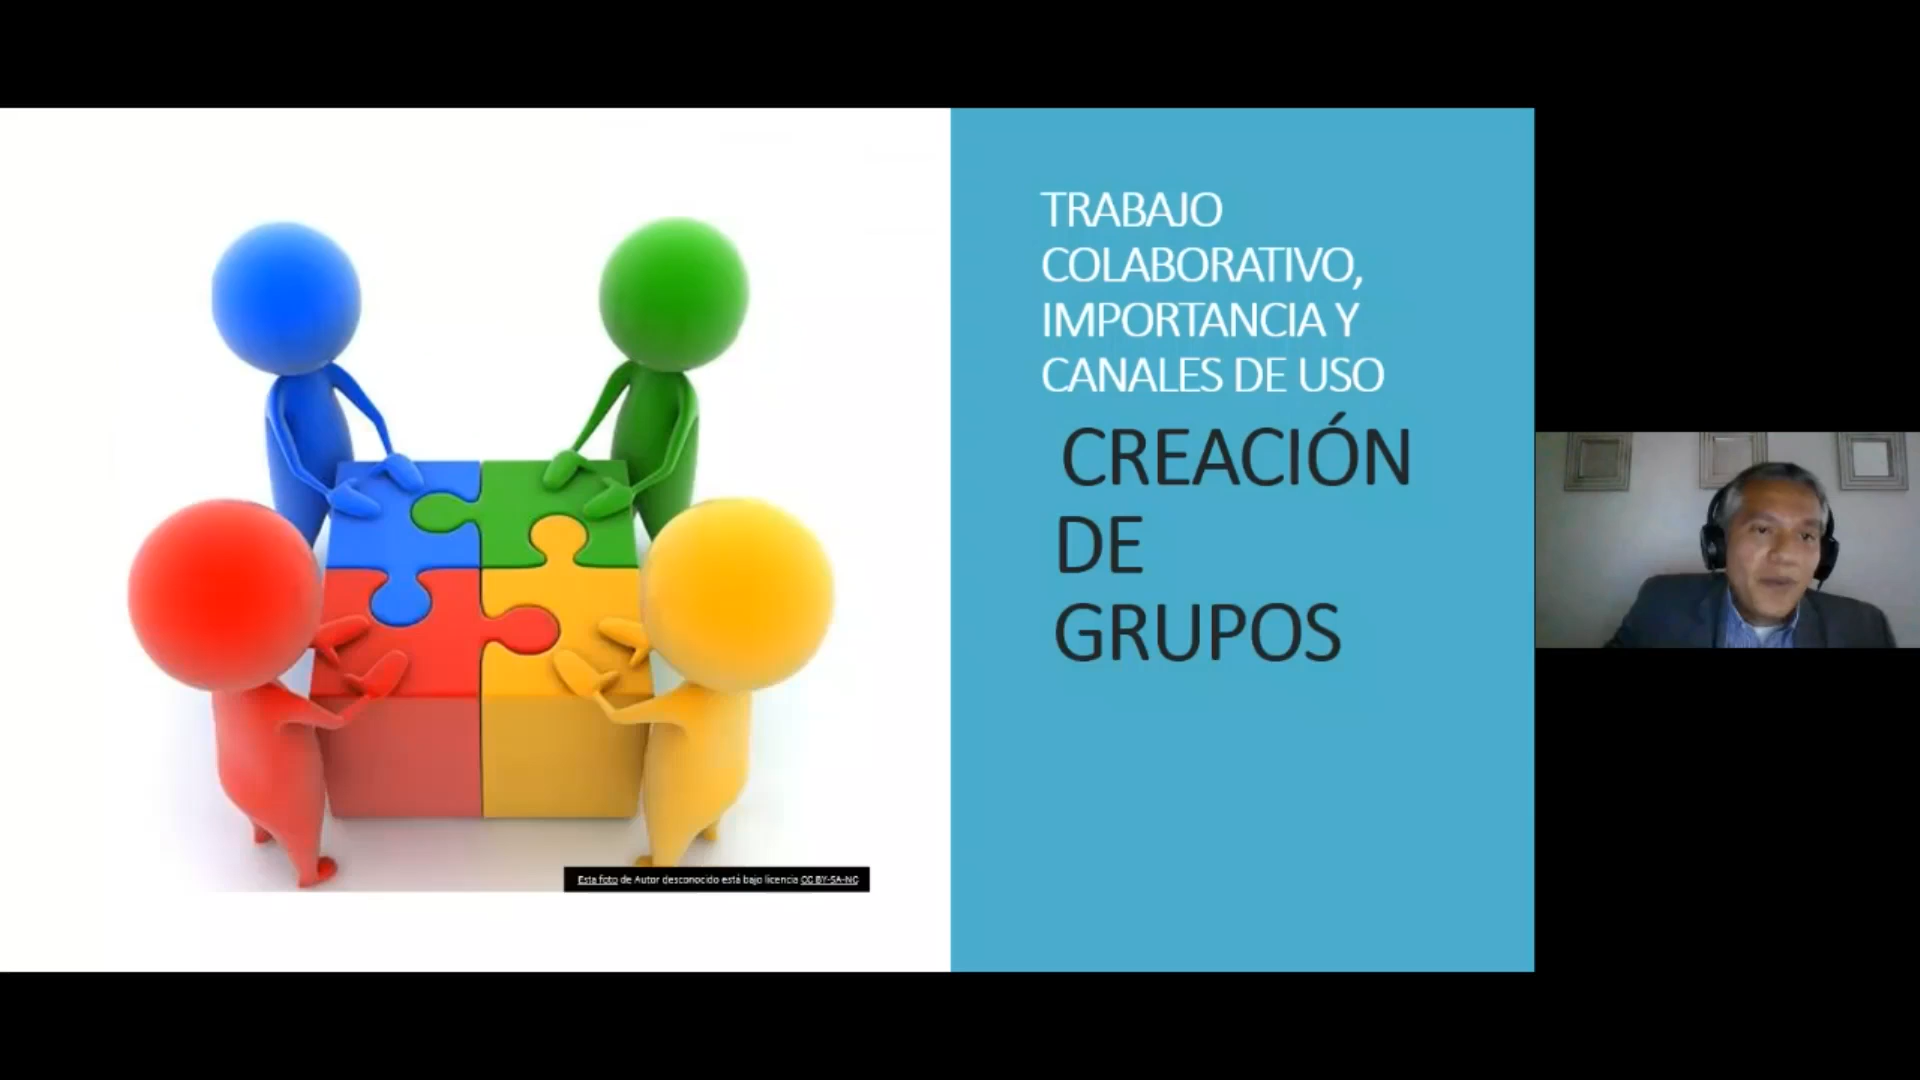 TRABAJO
COLABORATIVO,
IMPORTANCIA Y
CANALES DE USO
CREACIÓN
DE
GRUPOS
Esta foto de Autor desconocido está bajo licencia CC BY-SA-NC